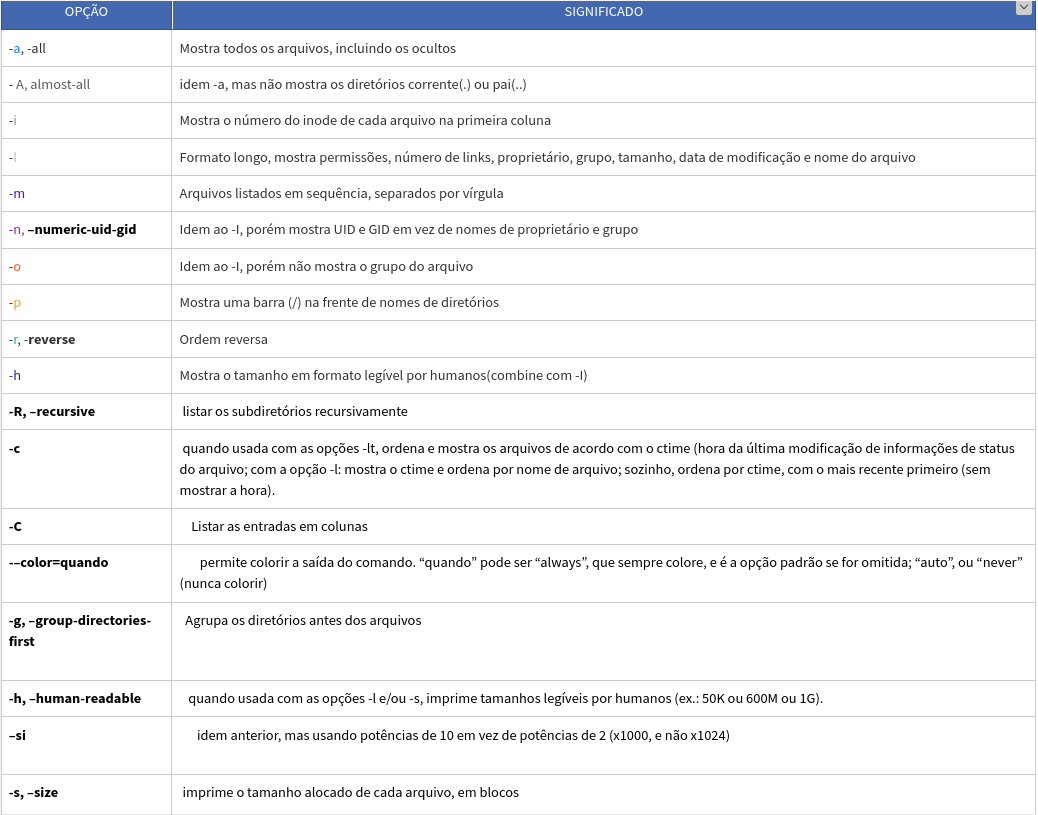 OPÇÃO SIGNIFICADO
-a, -all Mostra todos os arquivos, incluindo os ocultos
- A, almost-all idem -a, mas não mostra os diretórios corrente(.) ou pai(..)
-i Mostra o número do inode de cada arquivo na primeira coluna
-l Formato longo, mostra permissões, número de links, proprietário, grupo, tamanho, data de modificação e nome do arquivo
-m Arquivos listados em sequência, separados por vírgula
-n, –numeric-uid-gid Idem ao -I, porém mostra UID e GID em vez de nomes de proprietário e grupo
-o Idem ao -I, porém não mostra o grupo do arquivo
-p Mostra uma barra (/) na frente de nomes de diretórios
-r, -reverse Ordem reversa
-h Mostra o tamanho em formato legível por humanos(combine com -I)
-R, –recursive listar os subdiretórios recursivamente
-c quando usada com as opções -lt, ordena e mostra os arquivos de acordo com o ctime (hora da última modificação de informações de status
do arquivo; com a opção -l: mostra o ctime e ordena por nome de arquivo; sozinho, ordena por ctime, com o mais recente primeiro (sem
mostrar a hora).
-C Listar as entradas em colunas
-–color=quando permite colorir a saída do comando. “quando” pode ser “always”, que sempre colore, e é a opção padrão se for omitida; “auto”, ou “never”
(nunca colorir)
-g, –group-directories- Agrupa os diretórios antes dos arquivos
first
-h, –human-readable quando usada com as opções -l e/ou -s, imprime tamanhos legíveis por humanos (ex.: 50K ou 600M ou 1G).
–si idem anterior, mas usando potências de 10 em vez de potências de 2 (x1000, e não x1024)
-s, –size imprime o tamanho alocado de cada arquivo, em blocos